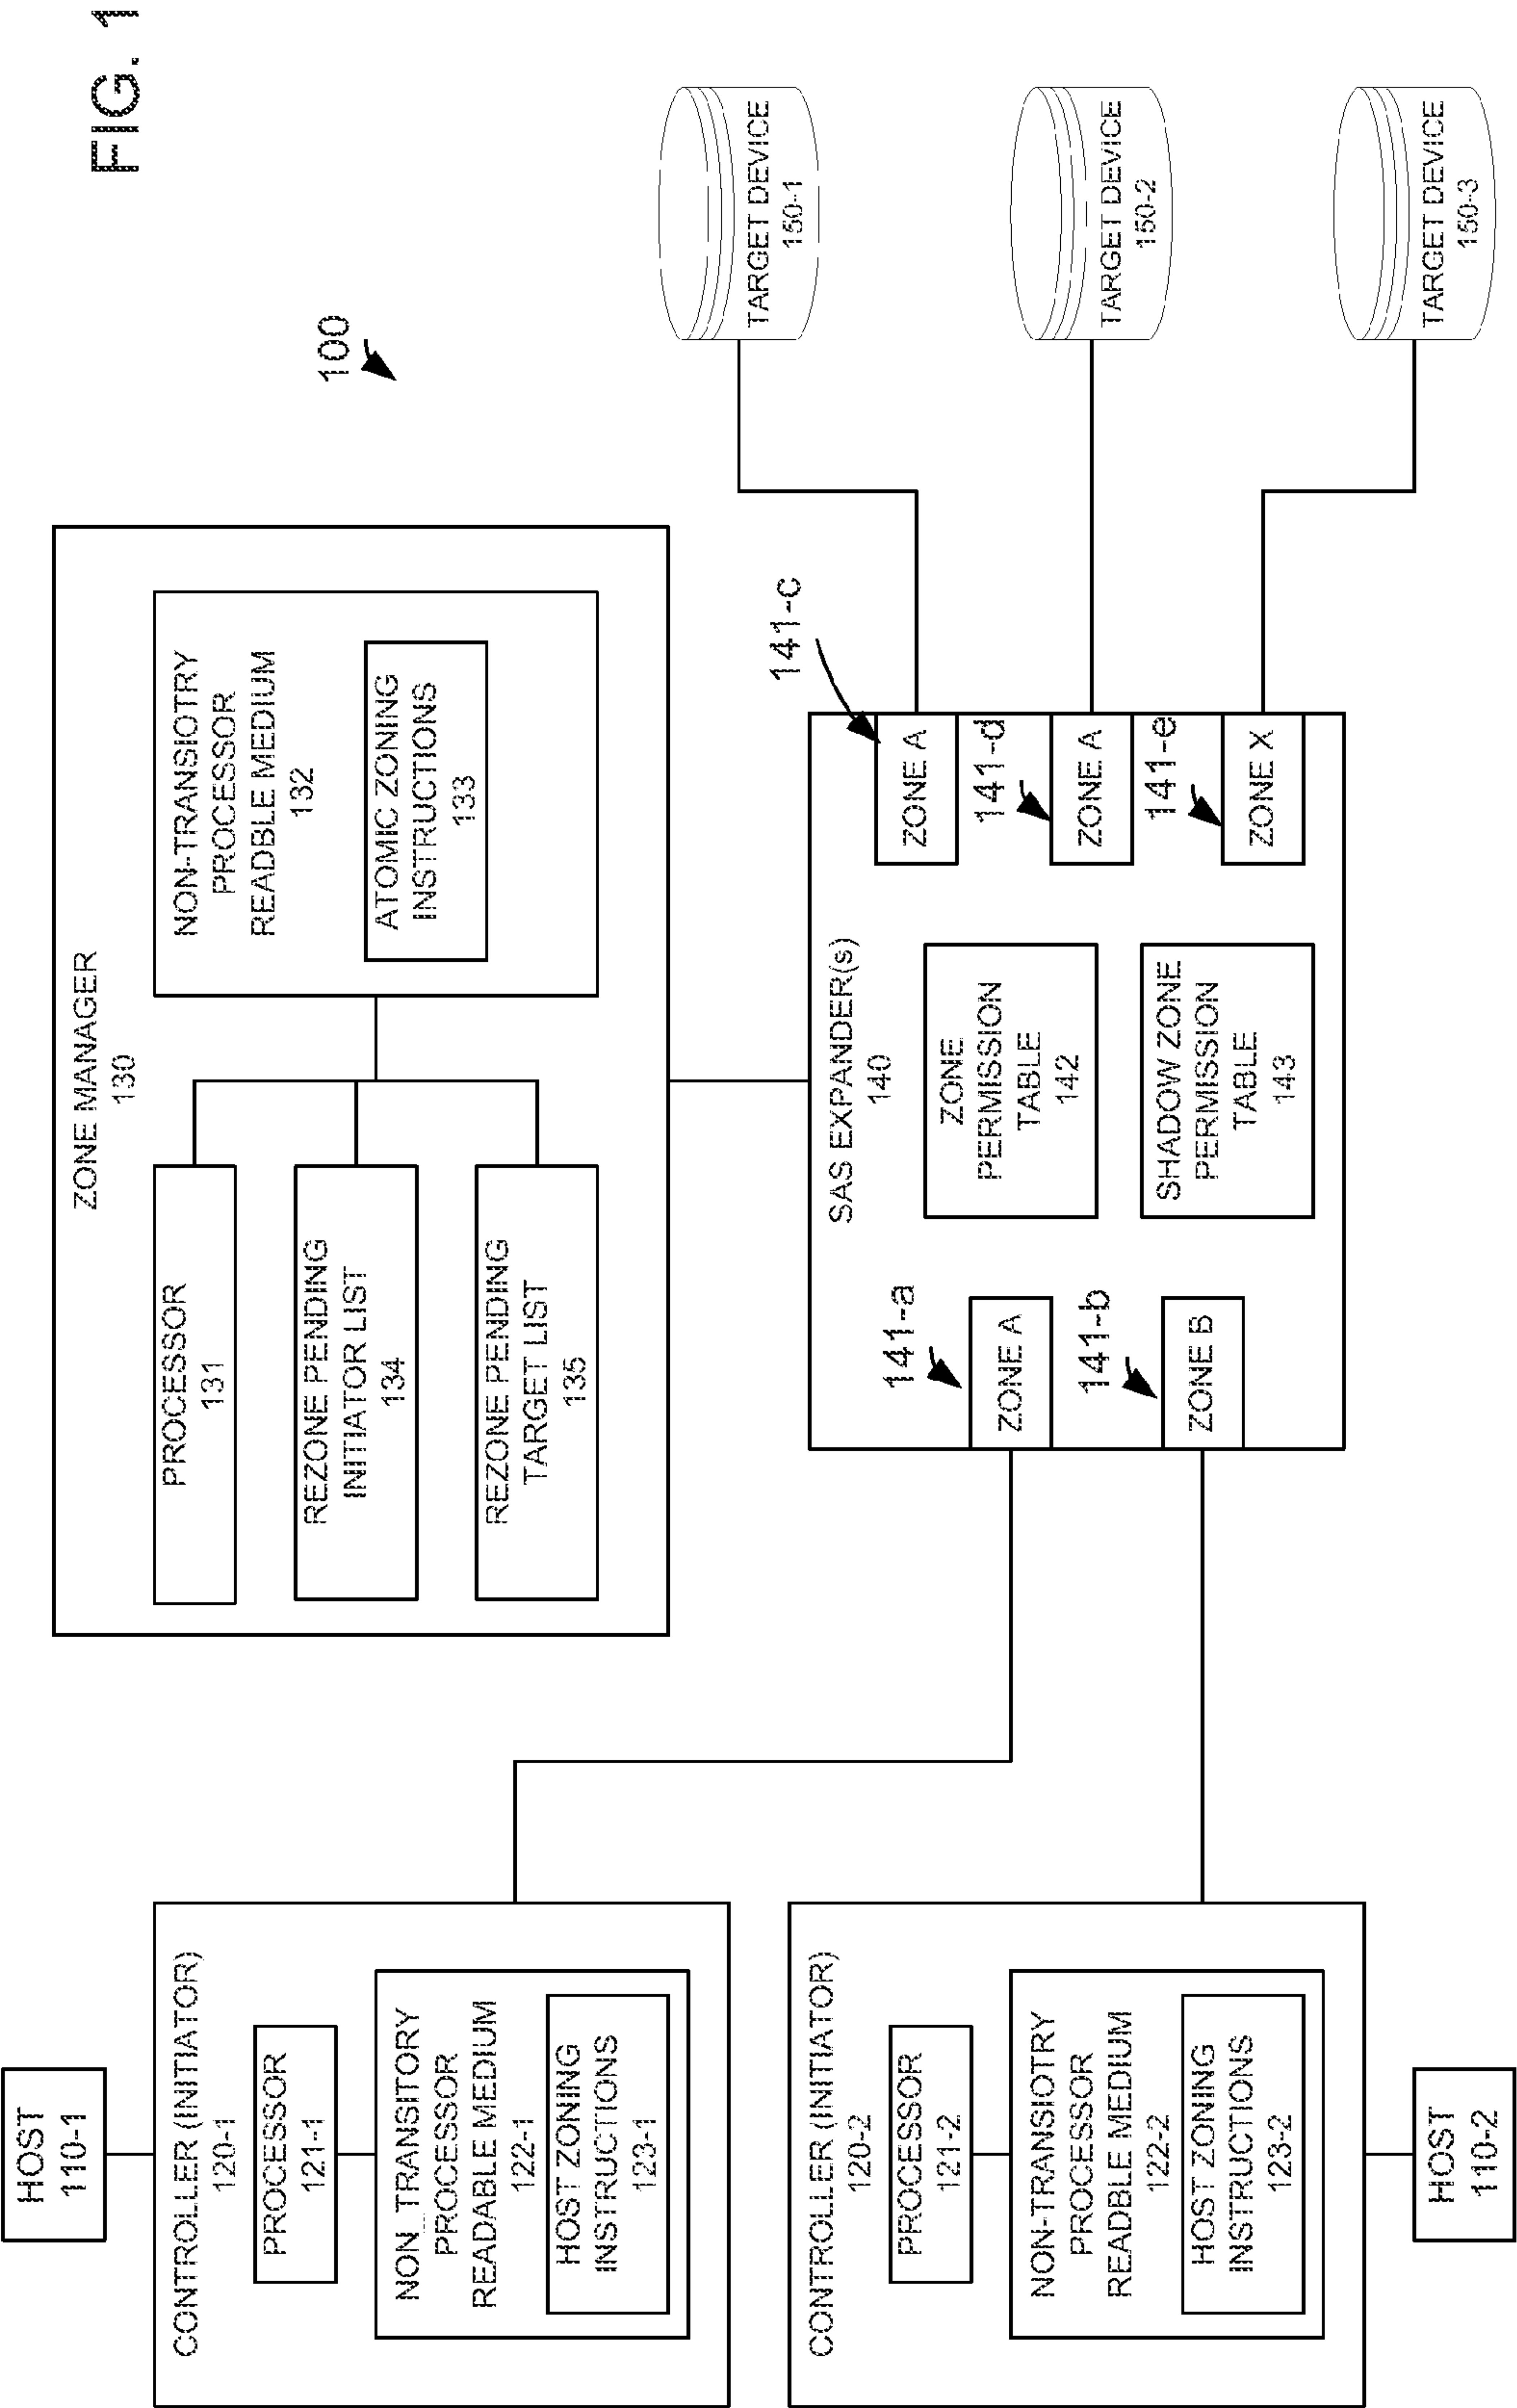 FIG. 1
100
HOST
110-1
CONTROLLER (INITIATOR)
120-1
PROCESSOR
121-1
NON TRANSITORY
PROCESSOR
READABLE MEDIUM
122-1
HOST ZONING
INSTRUCTIONS
123-1
CONTROLLER (INITIATOR)
120-2
PROCESSOR
121-2
NON-TRANSIOTRY
PROCESSOR
READBLE MEDIUM
122-2
HOST ZONING
INSTRUCTIONS
123-2
HOST
110-2
ZONE MANAGER
130
PROCESSOR
131
REZONE PENDING
INITIATOR LIST
134
REZONE PENDING
TARGET LIST
135
NON-TRANSIOTRY
PROCESSOR
READBLE MEDIUM
132
ATOMIC ZONING
INSTRUCTIONS
133
SAS EXPANDER(s)
140
141-a
ZONE A
141-b
ZONE B
ZONE
PERMISSION
TABLE
142
SHADOW ZONE
PERMISSION
TABLE
143
141-c
ZONE A
141-d
ZONE A
141-e
ZONE X
TARGET DEVICE
150-1
TARGET DEVICE
150-2
TARGET DEVICE
150-3